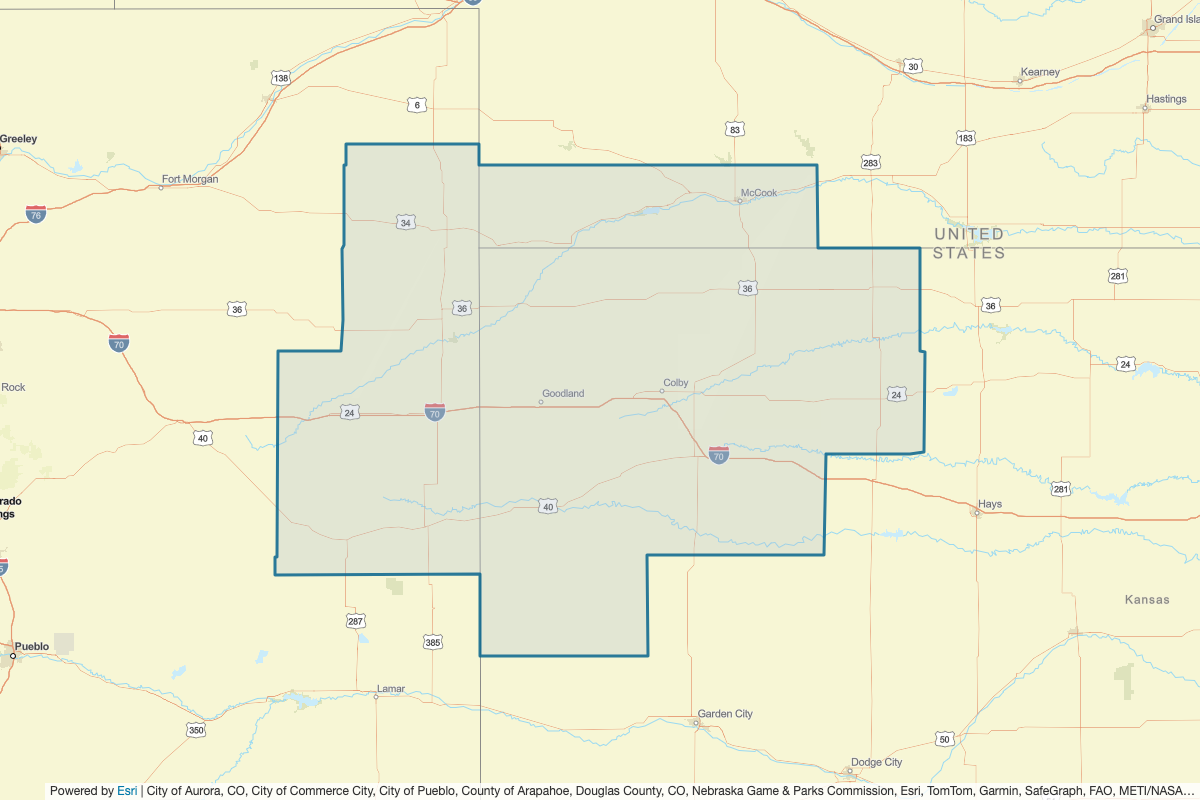 Grand Isla
30
138
Kearney
6
Hastings
83
183
Greeley
283
Fort Morgan
McCook
76
34
UNITED
STATES
281
36
36
36
36
70
24
Rock
Colby
Goodland
24
24
70
40
70
281
rado
ngs
40
Hays
Kansas
287
385
Pueblo
Lamar
Garden City
350
50
Dodge City
Powered by Esri | City of Aurora, CO, City of Commerce City, City of Pueblo, County of Arapahoe, Douglas County, CO, Nebraska Game & Parks Commission, Esri, TomTom, Garmin, SafeGraph, FAO, METI/NASA...